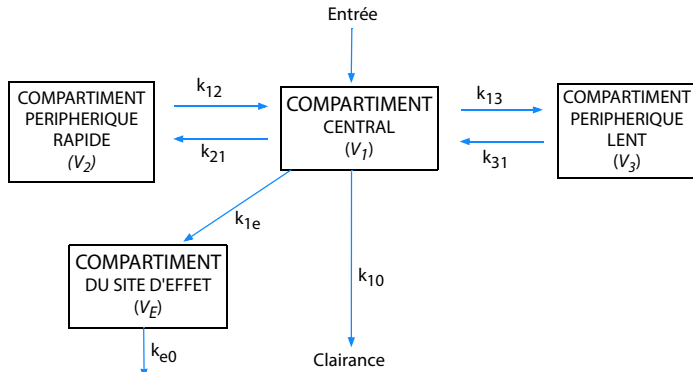 Entrée
COMPARTIMENT
PERIPHERIQUE
RAPIDE
(V2)
k12
k21
COMPARTIMENT
CENTRAL
(V1)
k13
k31
COMPARTIMENT
PERIPHERIQUE
LENT
(V3)
k1e
COMPARTIMENT
DU SITE D'EFFET
(VE)
k10
ke0
Clairance